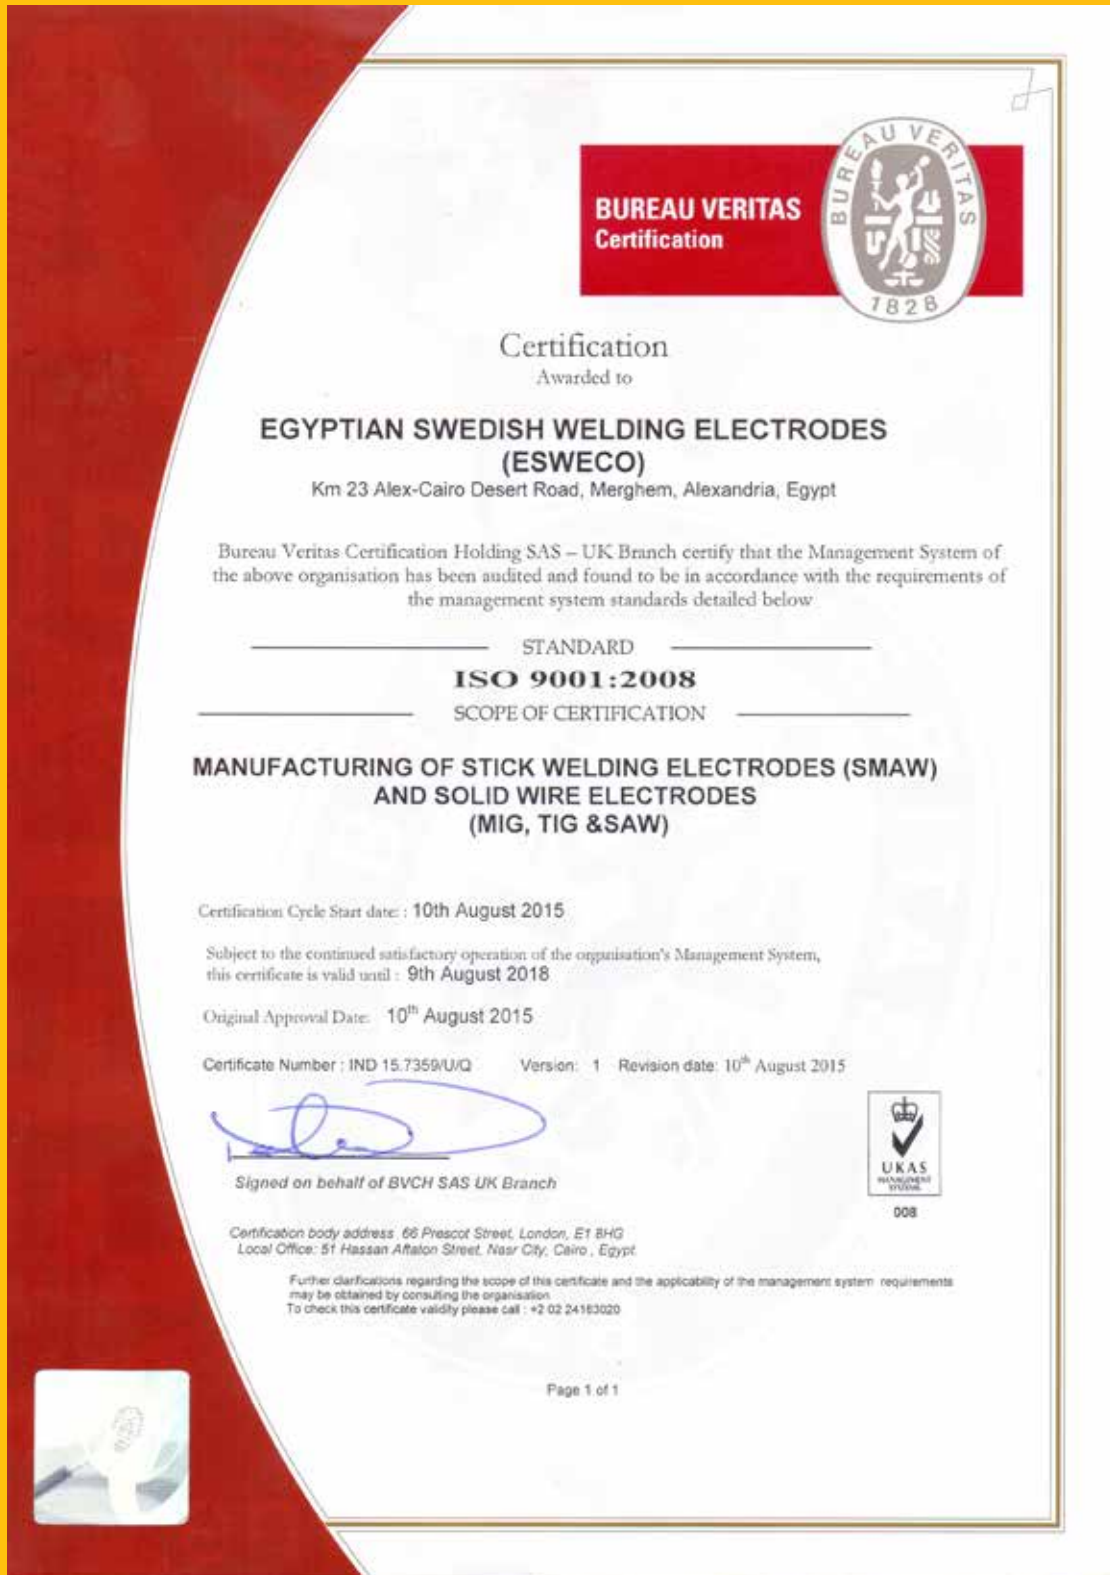 BUREAU VERITAS
Certification
BUREAU VERITAS
1828
Certification
Awarded to
EGYPTIAN SWEDISH WELDING ELECTRODES
(ESWECO)
Km 23 Alex-Cairo Desert Road, Merghem, Alexandria, Egypt
Bureau Veritas Certification Holding SAS – UK Branch certify that the Management System of
the above organisation has been audited and found to be in accordance with the requirements of
the management system standards detailed below
STANDARD
ISO 9001:2008
SCOPE OF CERTIFICATION
MANUFACTURING OF STICK WELDING ELECTRODES (SMAW)
AND SOLID WIRE ELECTRODES
(MIG, TIG &SAW)
Certification Cycle Start date: : 10th August 2015
Subject to the continued satisfactory operation of the organisation's Management System,
this certificate is valid until : 9th August 2018
Original Approval Date: 10th August 2015
Certificate Number : IND 15.7359/U/Q Version: 1 Revision date: 10th August 2015
Signed on behalf of BVCH SAS UK Branch
UKAS
MANAGEMENT
SYSTEMS
008
Certification body address 66 Prescot Street, London, E1 8HG
Local Office: 51 Hassan Aflaton Street, Nasr City, Cairo , Egypt.
Further clarifications regarding the scope of this certificate and the applicability of the management system requirements
may be obtained by consulting the organisation
To check this certificate validity please call : +2 02 24163020
Page 1 of 1